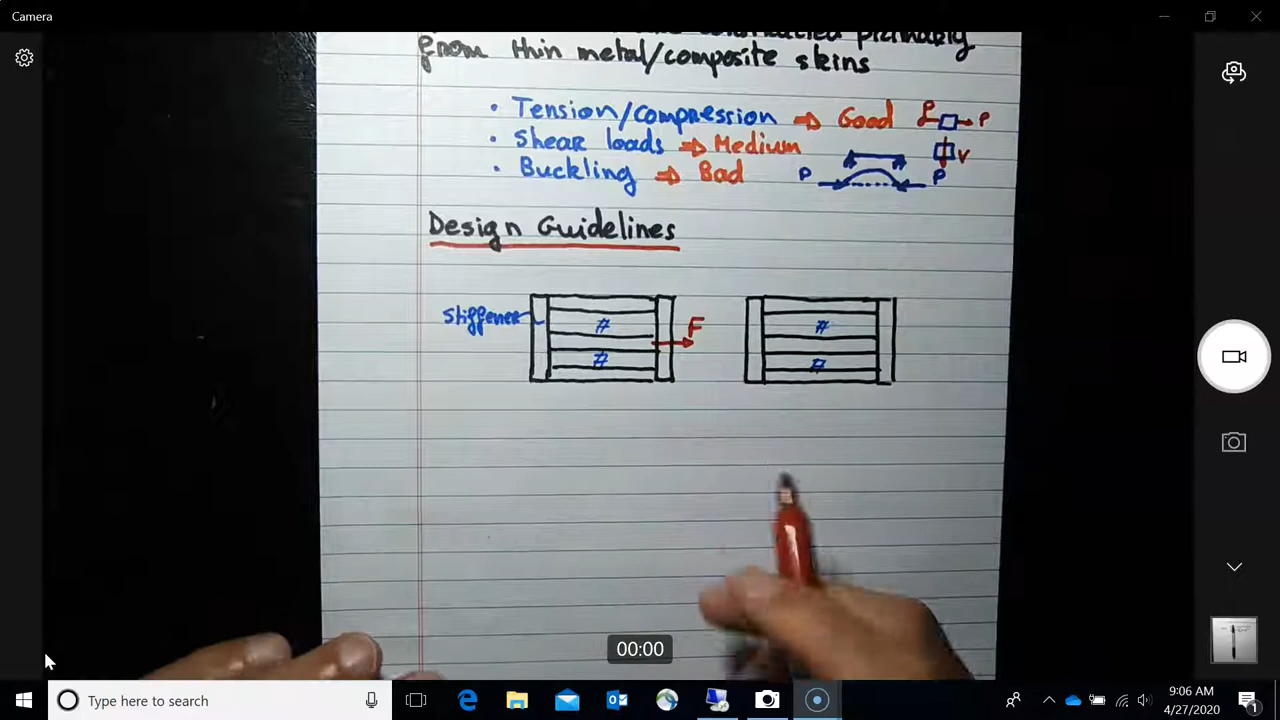 Camera
from thin metal/composite skins
• Tension/compression ⇒ Good P P
• Shear loads ⇒ Medium V
• Buckling ⇒ Bad P P
Design Guidelines
Stiffener # # F # #
00:00
Type here to search
9:06 AM
4/27/2020
1